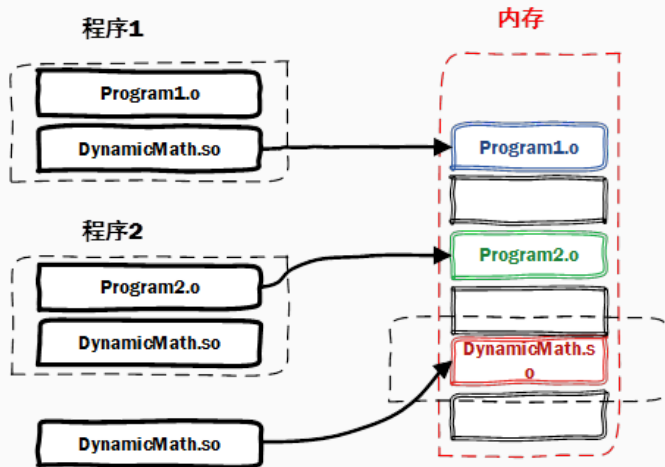 程序1
Program1.o
DynamicMath.so
程序2
Program2.o
DynamicMath.so
DynamicMath.so
内存
Program1.o
Program2.o
DynamicMath.s
o